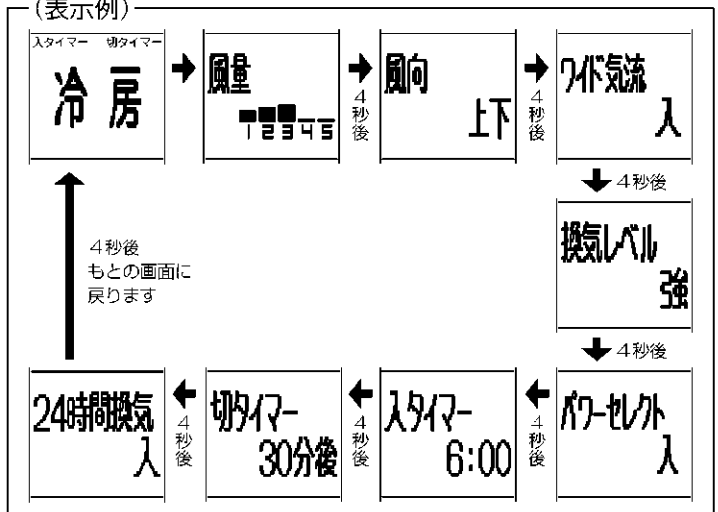 (表示例)
入タイマー 切タイマー
冷房
風量
1 2 3 4 5
4秒後
風向
上下
4秒後
ワイド気流
入
4秒後
換気レベル
強
4秒後
パワーセレクト
入
4秒後
入タイマー
6:00
4秒後
切タイマー
30分後
4秒後
24時間換気
入
4秒後
もとの画面に
戻ります